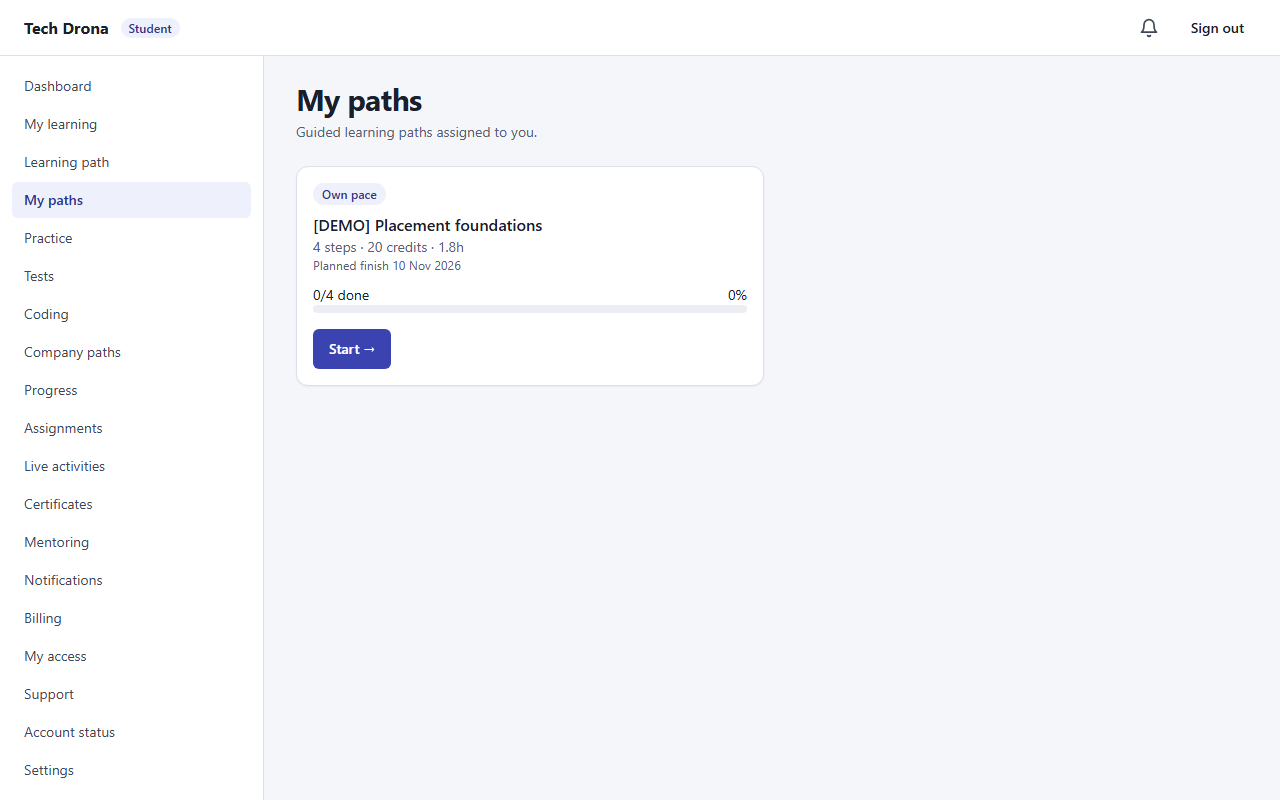 Tech Drona
Student
Sign out
Dashboard
My learning
Learning path
My paths
Practice
Tests
Coding
Company paths
Progress
Assignments
Live activities
Certificates
Mentoring
Notifications
Billing
My access
Support
Account status
Settings
My paths
Guided learning paths assigned to you.
Own pace
[DEMO] Placement foundations
4 steps · 20 credits · 1.8h
Planned finish 10 Nov 2026
0/4 done 0%
Start →